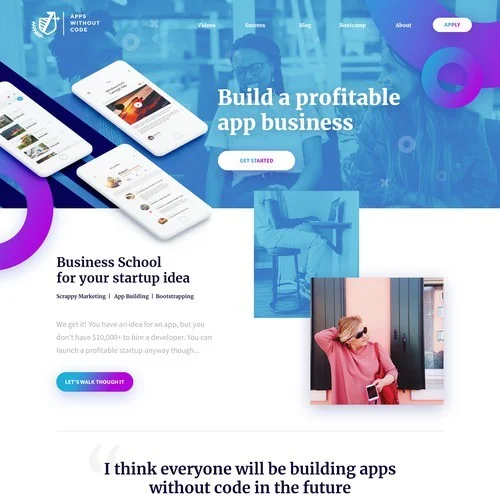 APPS
WITHOUT
CODE
Videos
Success
Blog
Bootcamp
About
APPLY
Build a profitable
app business
GET STARTED
Business School
for your startup idea
Scrappy Marketing | App Building | Bootstrapping
We get it! You have an idea for an app, but you
don't have $10,000+ to hire a developer. You can
launch a profitable startup anyway though...
LET'S WALK THOUGH IT
“
I think everyone will be building apps
without code in the future